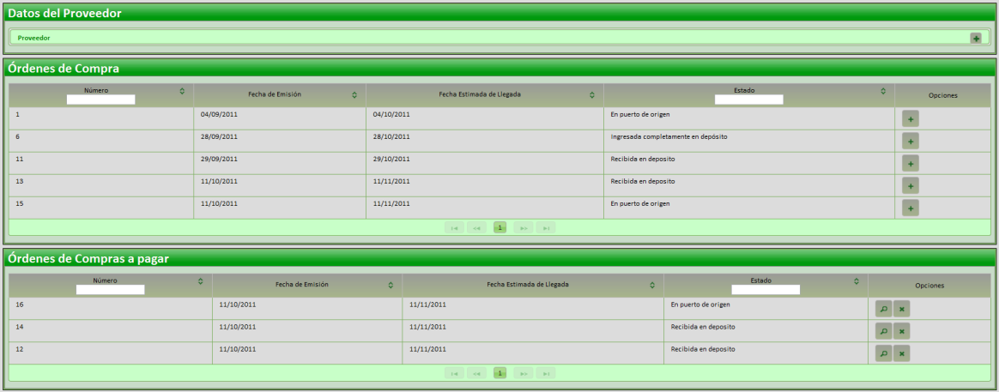 Datos del Proveedor
Proveedor
Órdenes de Compra
Número Fecha de Emisión Fecha Estimada de Llegada Estado Opciones
1 04/09/2011 04/10/2011 En puerto de origen
6 28/09/2011 28/10/2011 Ingresada completamente en depósito
11 29/09/2011 29/10/2011 Recibida en deposito
13 11/10/2011 11/11/2011 Recibida en deposito
15 11/10/2011 11/11/2011 En puerto de origen
1
Órdenes de Compras a pagar
Número Fecha de Emisión Fecha Estimada de Llegada Estado Opciones
16 11/10/2011 11/11/2011 En puerto de origen
14 11/10/2011 11/11/2011 Recibida en deposito
12 11/10/2011 11/11/2011 Recibida en deposito
1